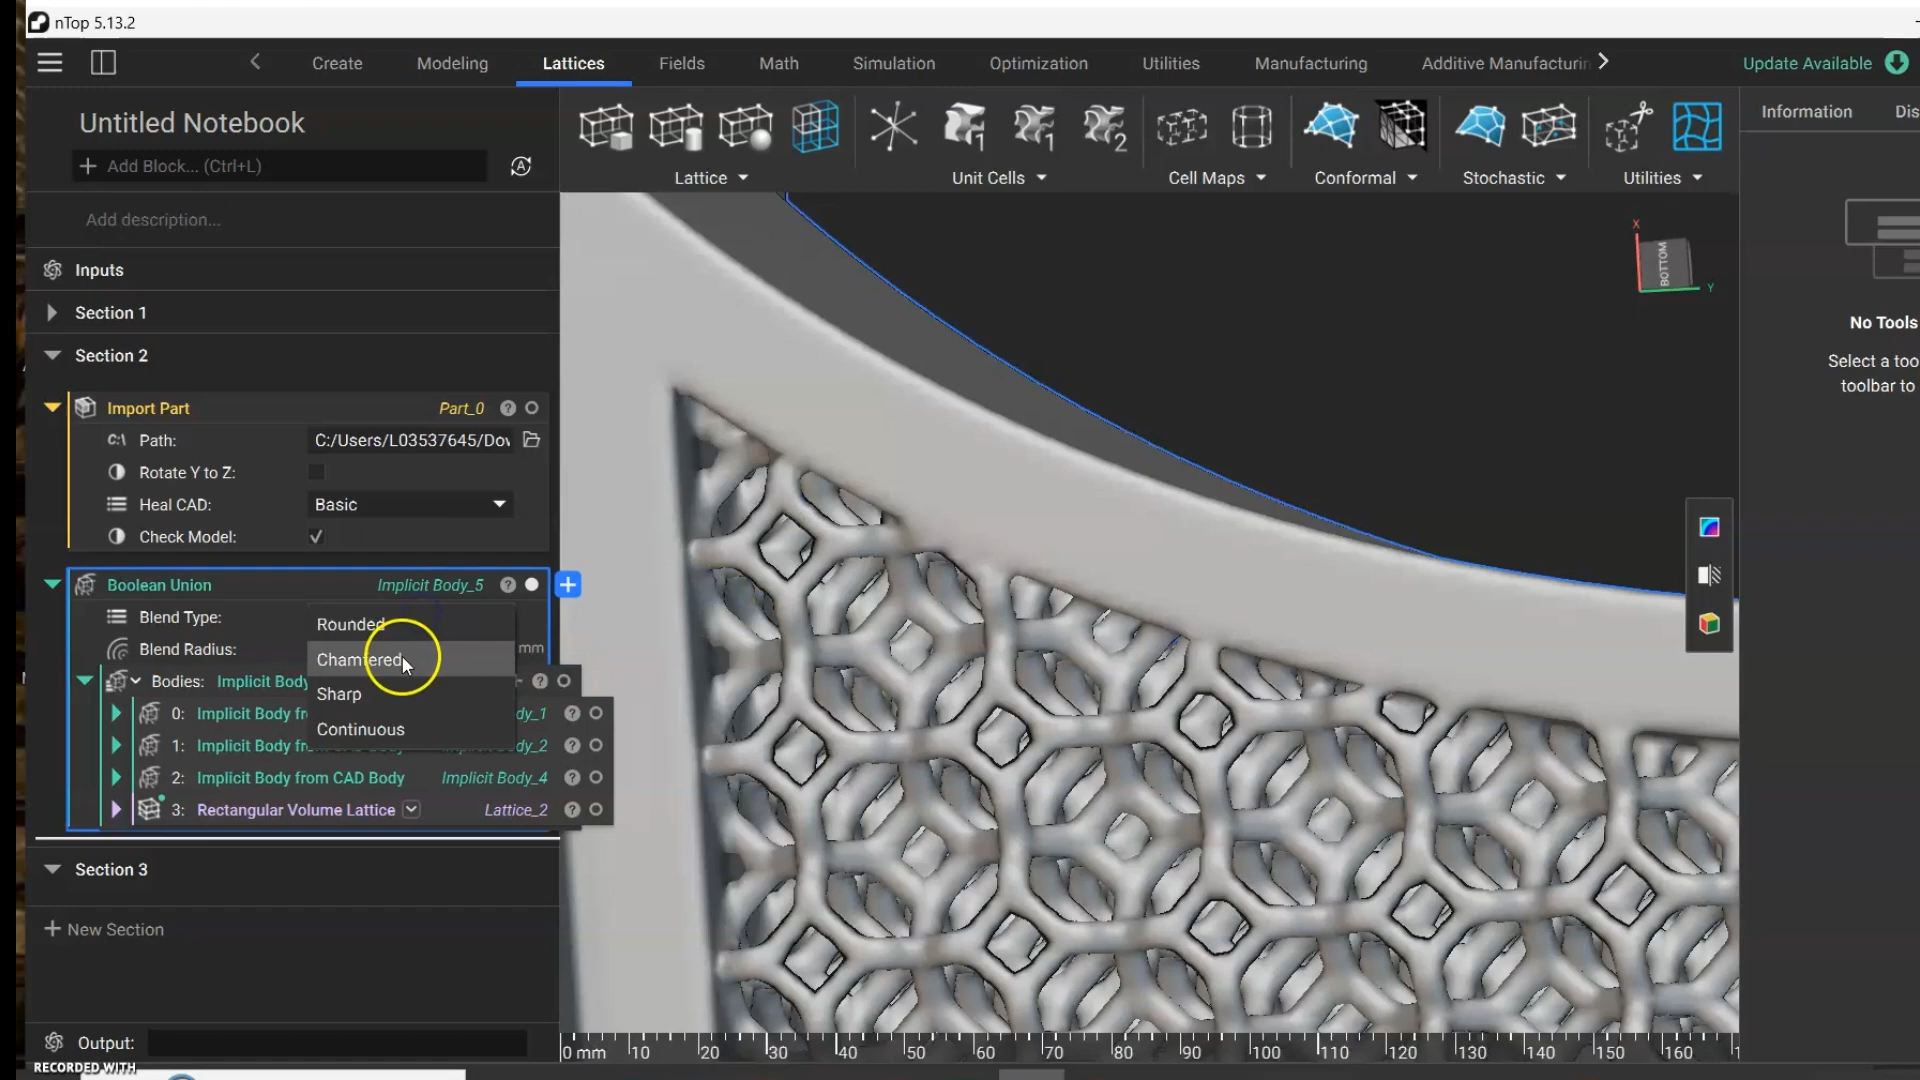 nTop 5.13.2
Create Modeling Lattices Fields Math Simulation Optimization Utilities Manufacturing Additive Manufacturin Update Available
Untitled Notebook
Add Block... (Ctrl+L)
Add description...
Lattice Unit Cells Cell Maps Conformal Stochastic Utilities
1 1 2
Information Dis
Inputs
Section 1
Section 2
Import Part Part_0
C:\ Path: C:/Users/L03537645/Dov
Rotate Y to Z:
Heal CAD: Basic
Check Model:
Boolean Union Implicit Body_5
Blend Type:
Rounded
Blend Radius: mm
Chamfered
Bodies: Implicit Body
Sharp
0: Implicit Body fr dy_1
Continuous
1: Implicit Body fr dy_2
2: Implicit Body from CAD Body Implicit Body_4
3: Rectangular Volume Lattice Lattice_2
Section 3
New Section
Output:
RECORDED WITH
X
BOTTOM
Y
No Tools
Select a too
toolbar to
0 mm 10 20 30 40 50 60 70 80 90 100 110 120 130 140 150 160